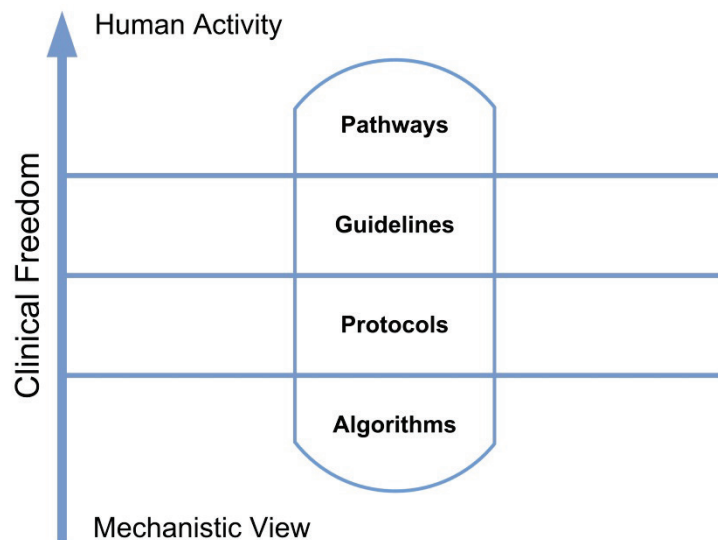 Human Activity
Pathways
Guidelines
Clinical Freedom
Protocols
Algorithms
Mechanistic View